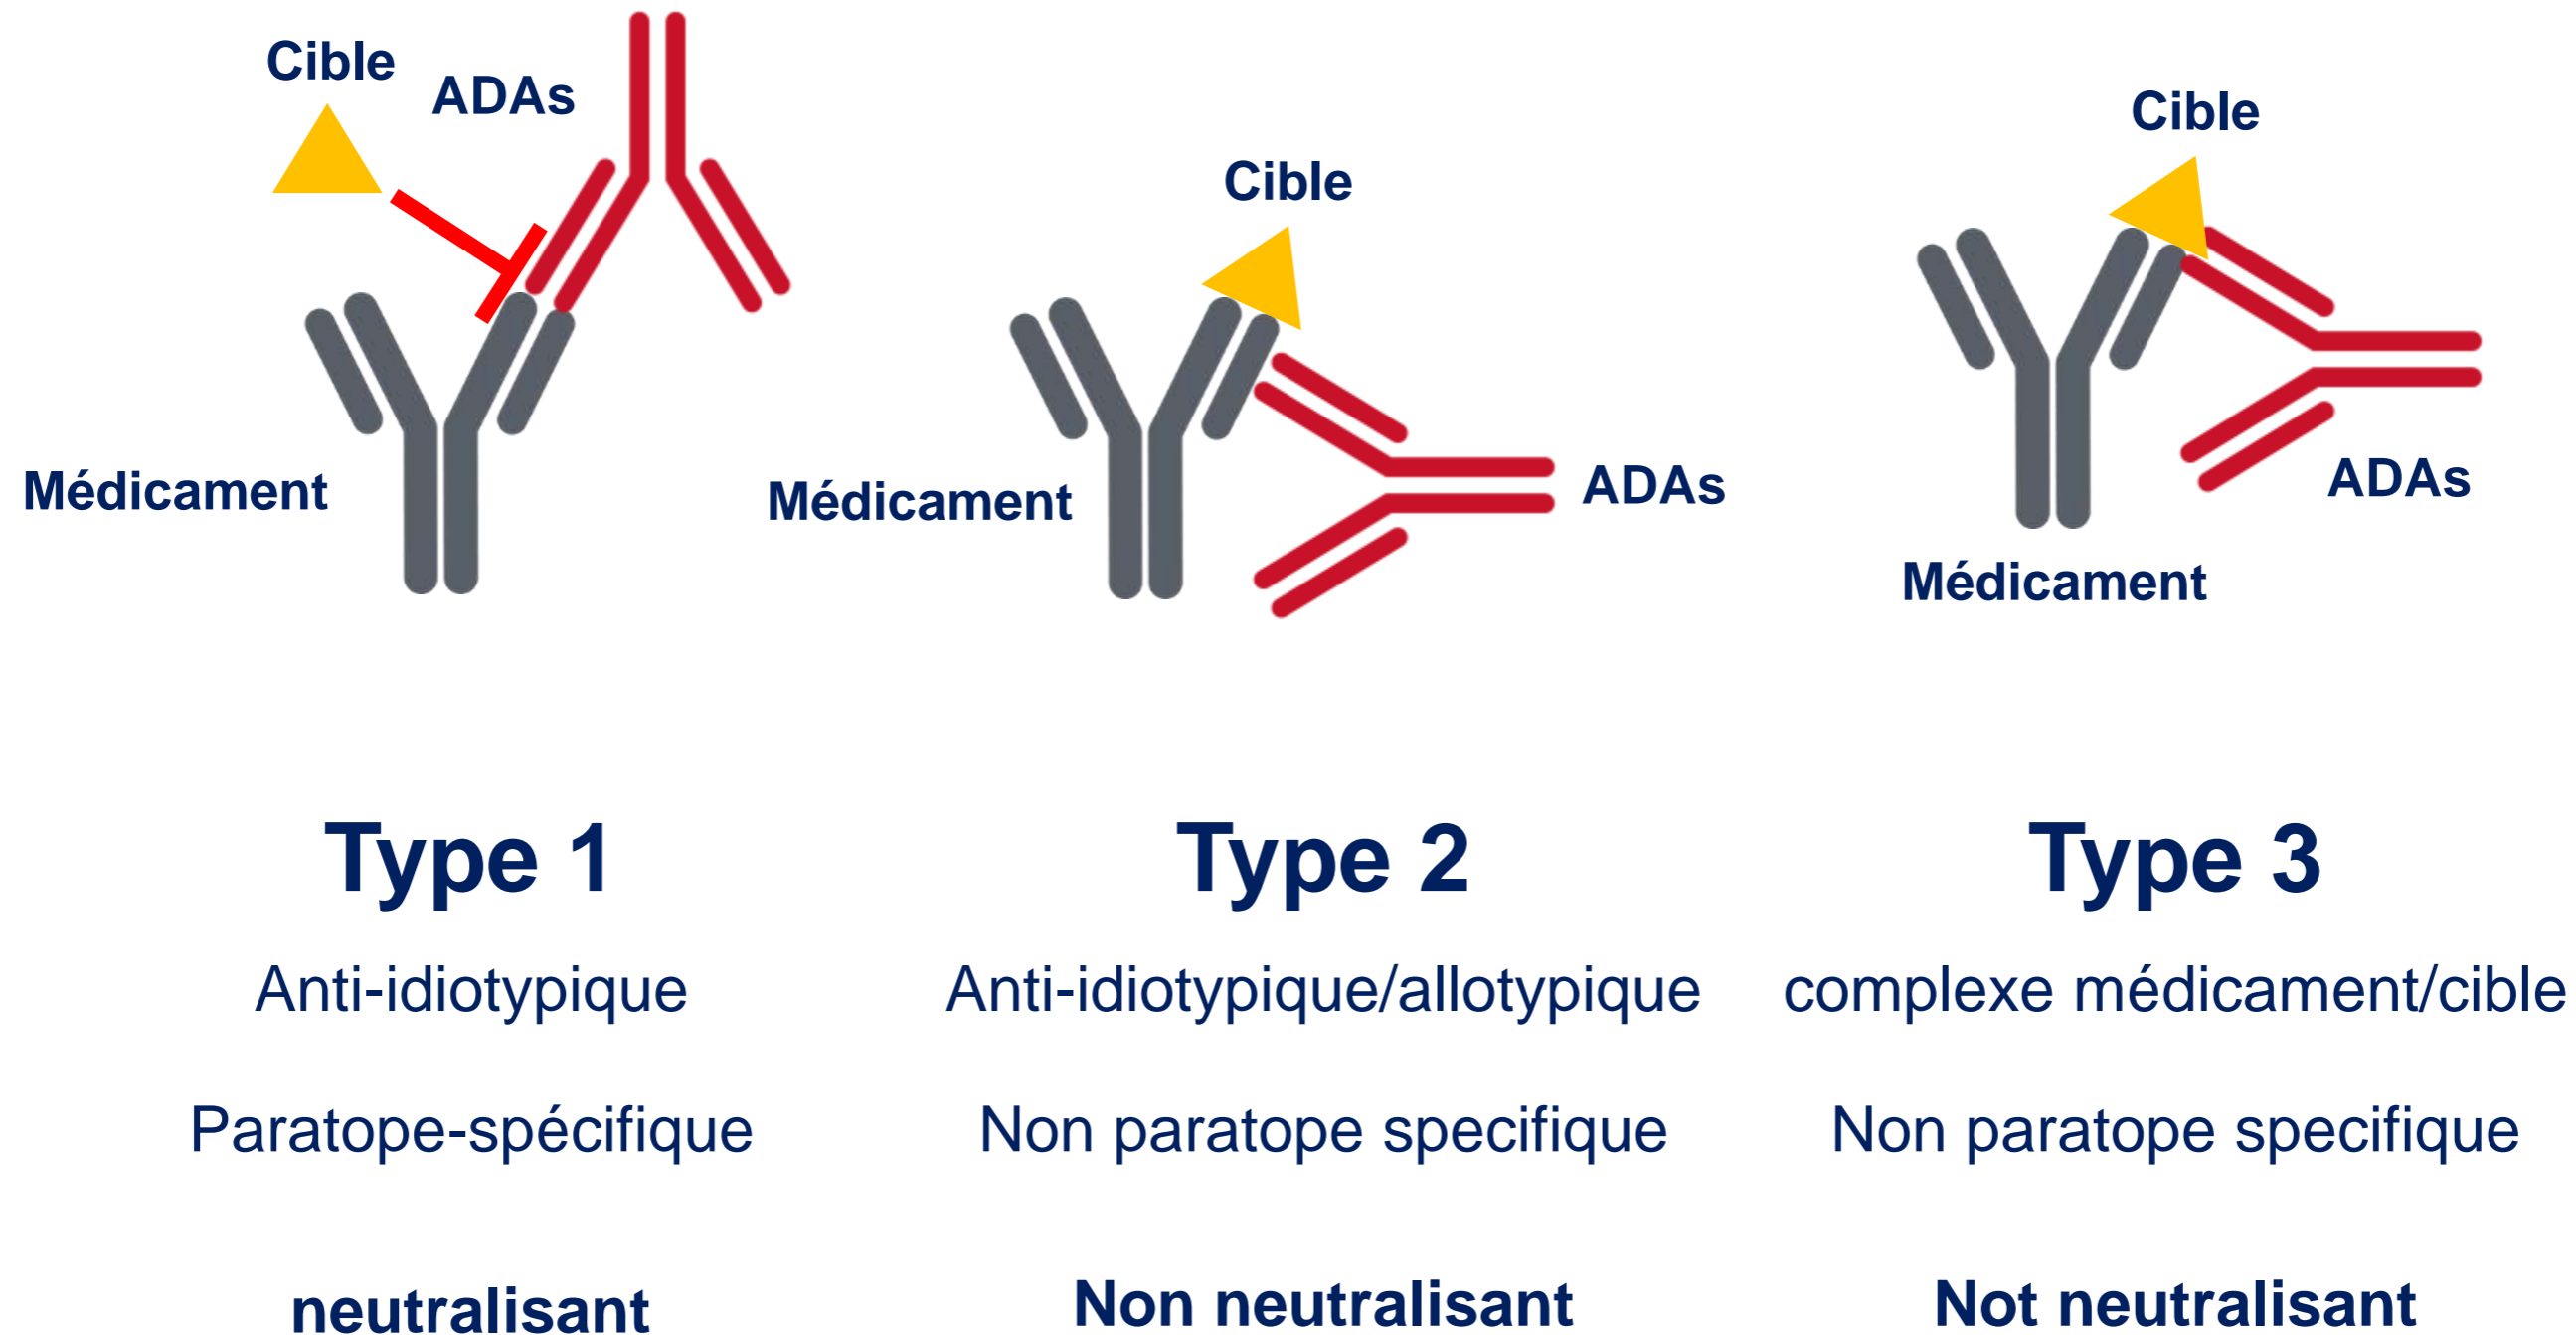 Cible
ADAs
Médicament
Cible
Médicament
ADAs
Cible
ADAs
Médicament
Type 1
Anti-idiotypique
Paratope-spécifique
neutralisant
Type 2
Anti-idiotypique/allotypique
Non paratope specifique
Non neutralisant
Type 3
complexe médicament/cible
Non paratope specifique
Not neutralisant